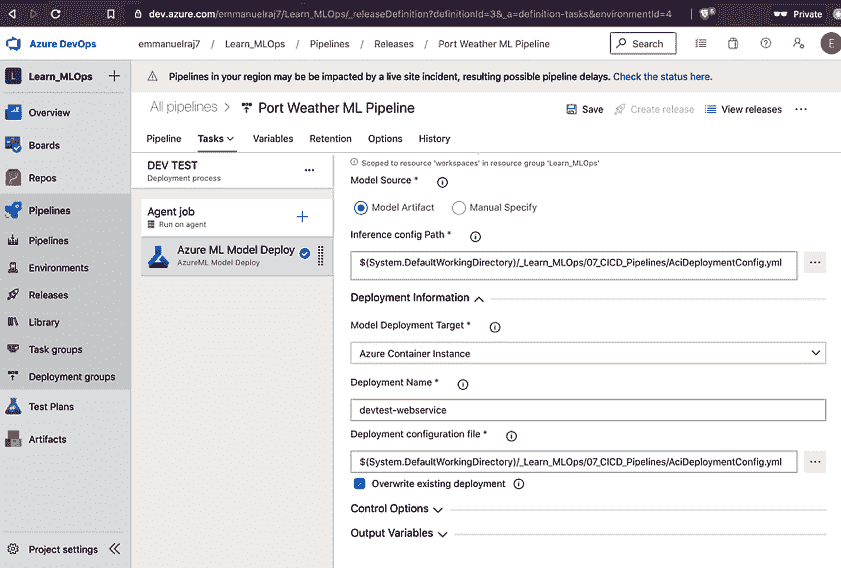 dev.azure.com/emmanuelraj7/Learn_MLOps/_releaseDefinition?definitionId=3&_a=definition-tasks&environmentId=4
Private
Azure DevOps
emmanuelraj7 / Learn_MLOps / Pipelines / Releases / Port Weather ML Pipeline
Search
E
L
Learn_MLOps
Pipelines in your region may be impacted by a live site incident, resulting possible pipeline delays. Check the status here.
All pipelines > Port Weather ML Pipeline
Save
Create release
View releases
...
Pipeline
Tasks
Variables
Retention
Options
History
Overview
Boards
Repos
Pipelines
Pipelines
Environments
Releases
Library
Task groups
Deployment groups
Test Plans
Artifacts
Project settings
DEV TEST
Deployment process
...
Agent job
Run on agent
Azure ML Model Deploy
AzureML Model Deploy
Scoped to resource 'workspaces' in resource group 'Learn_MLOps'
Model Source *
Model Artifact
Manual Specify
Inference config Path *
$(System.DefaultWorkingDirectory)/_Learn_MLOps/07_CICD_Pipelines/AciDeploymentConfig.yml
...
Deployment Information
Model Deployment Target *
Azure Container Instance
Deployment Name *
devtest-webservice
Deployment configuration file *
$(System.DefaultWorkingDirectory)/_Learn_MLOps/07_CICD_Pipelines/AciDeploymentConfig.yml
...
Overwrite existing deployment
Control Options
Output Variables